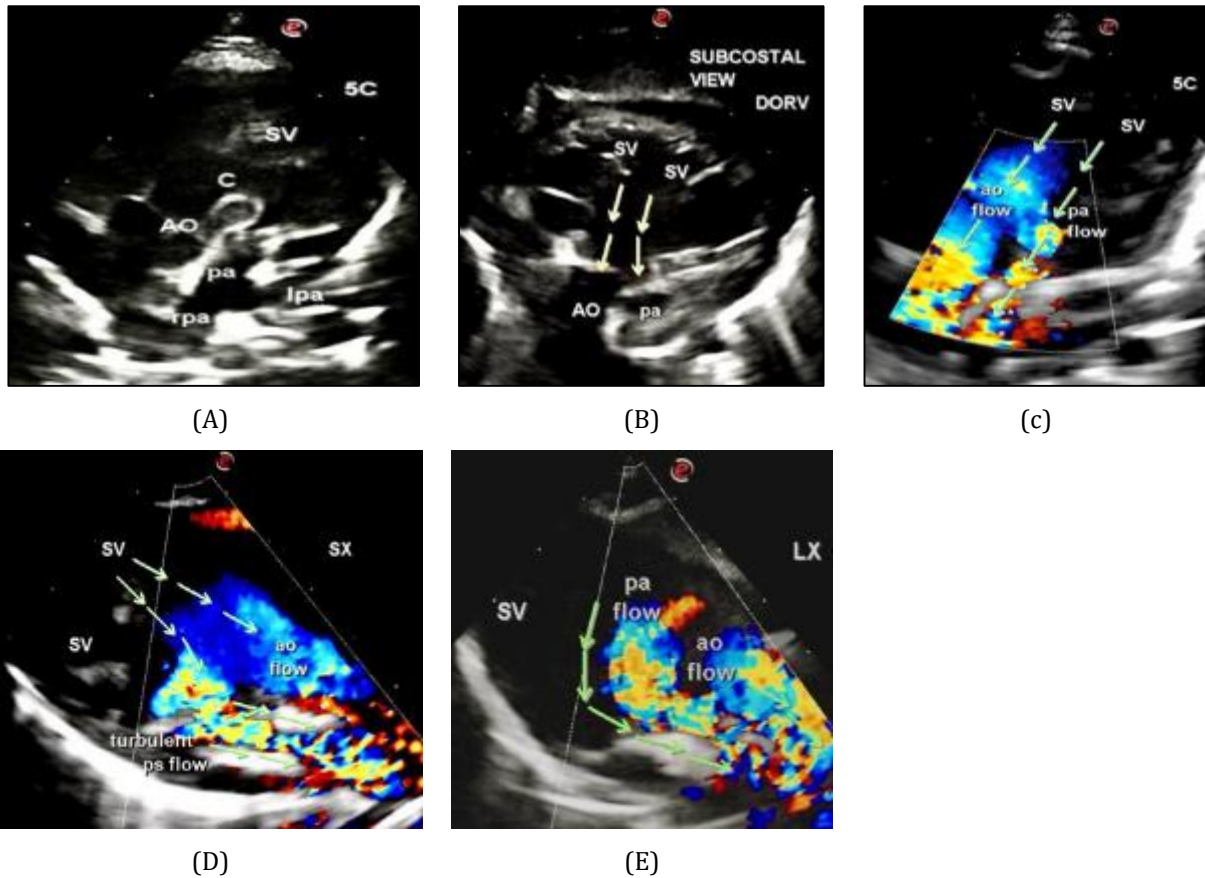 5C
SV
C
AO
pa
lpa
rpa
(A)
SUBCOSTAL
VIEW
DORV
SV
SV
AO
pa
(B)
5C
SV
SV
ao
flow
pa
flow
(c)
SV
SX
SV
ao
flow
turbulent
ps flow
(D)
LX
pa
flow
SV
ao
flow
(E)